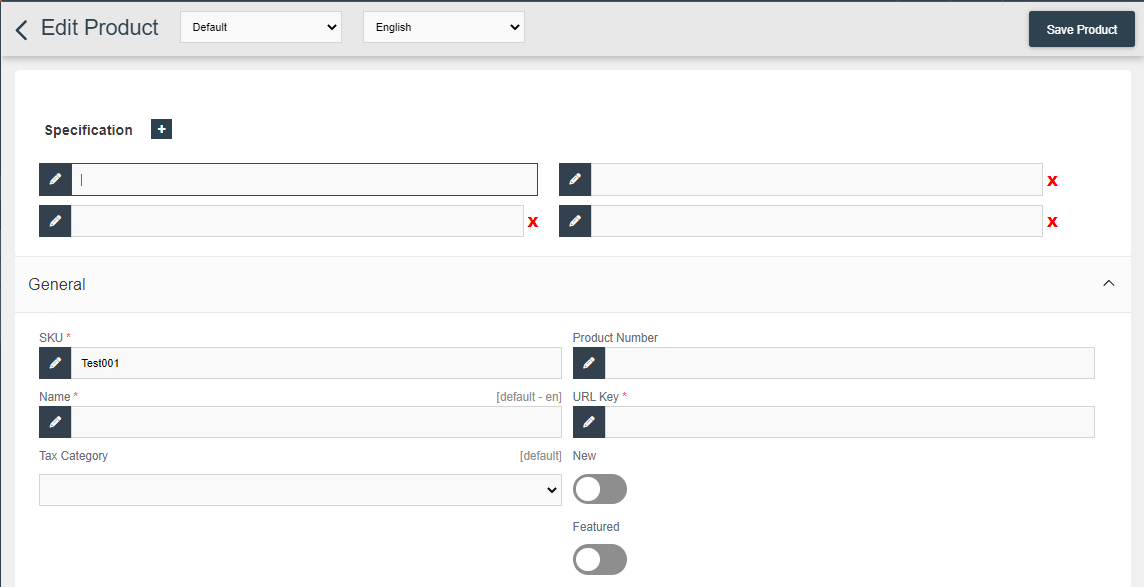 Edit Product
Default
English
Save Product
Specification
+
X
X
X
General
SKU *
Product Number
Test001
Name *
[default - en]
URL Key *
Tax Category
[default]
New
Featured